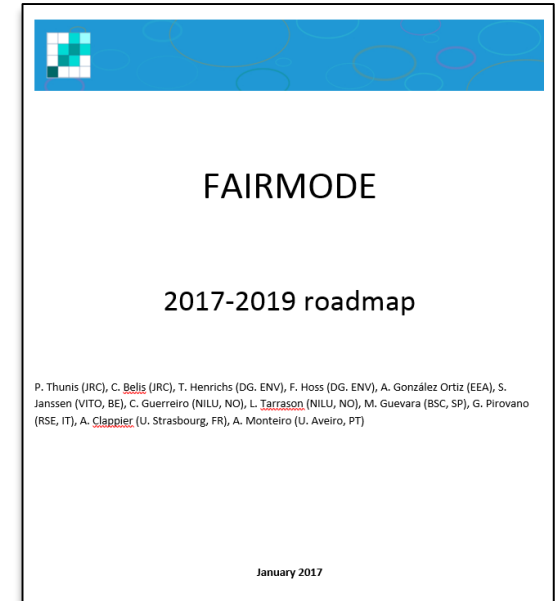 FAIRMODE
2017-2019 roadmap
P. Thunis (JRC), C. Belis (JRC), T. Henrichs (DG. ENV), F. Hoss (DG. ENV), A. González Ortiz (EEA), S.
Janssen (VITO, BE), C. Guerreiro (NILU, NO), L. Tarrason (NILU, NO), M. Guevara (BSC, SP), G. Pirovano
(RSE, IT), A. Clappier (U. Strasbourg, FR), A. Monteiro (U. Aveiro, PT)
January 2017